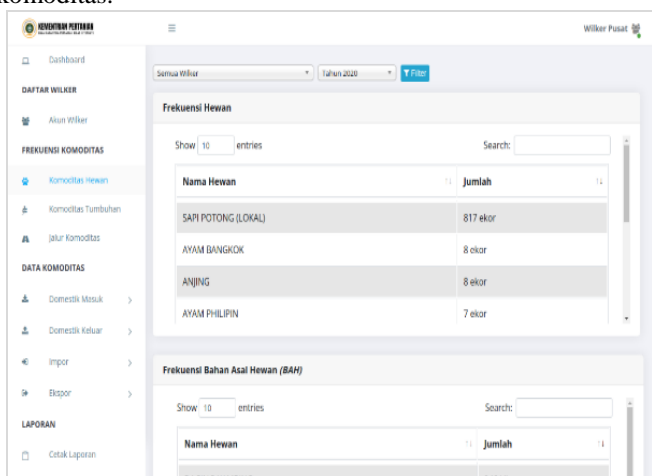 komoditas.
KEMENTRIAN PERTANIAN
Wilker Pusat
Dashboard
DAFTAR WILKER
Akun Wilker
FREKUENSI KOMODITAS
Komoditas Hewan
Komoditas Tumbuhan
Jalur Komoditas
DATA KOMODITAS
Domestik Masuk
Domestik Keluar
Impor
Ekspor
LAPORAN
Cetak Laporan
Semua Wilker Tahun 2020 Filter
Frekuensi Hewan
Show 10 entries Search:
Nama Hewan Jumlah
SAPI POTONG (LOKAL) 817 ekor
AYAM BANGKOK 8 ekor
ANJING 8 ekor
AYAM PHILIPIN 7 ekor
Frekuensi Bahan Asal Hewan (BAH)
Show 10 entries Search:
Nama Hewan Jumlah